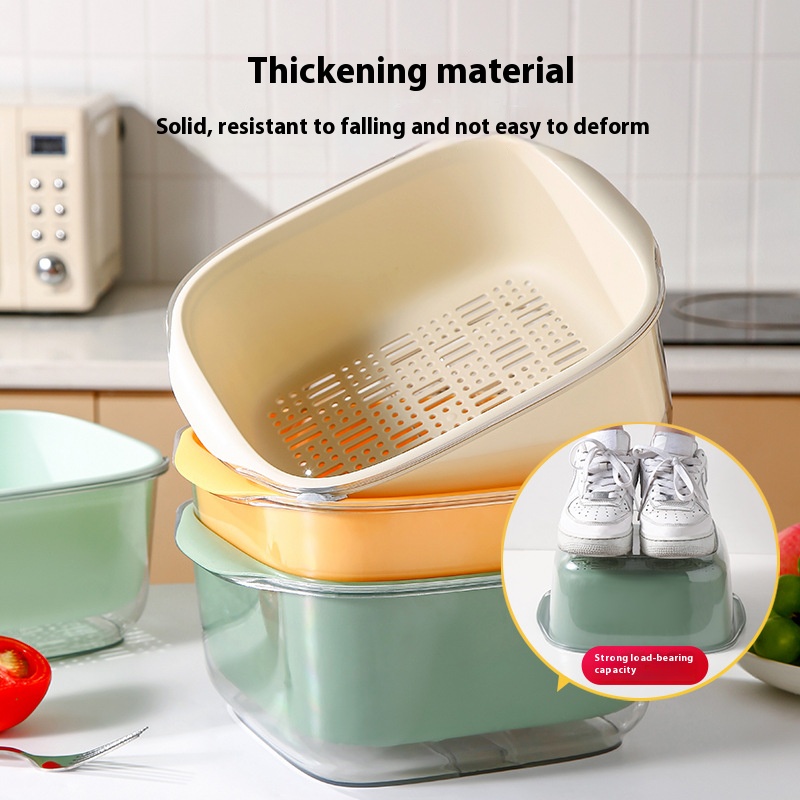 Thickening material
Solid, resistant to falling and not easy to deform
Strong load-bearing
capacity